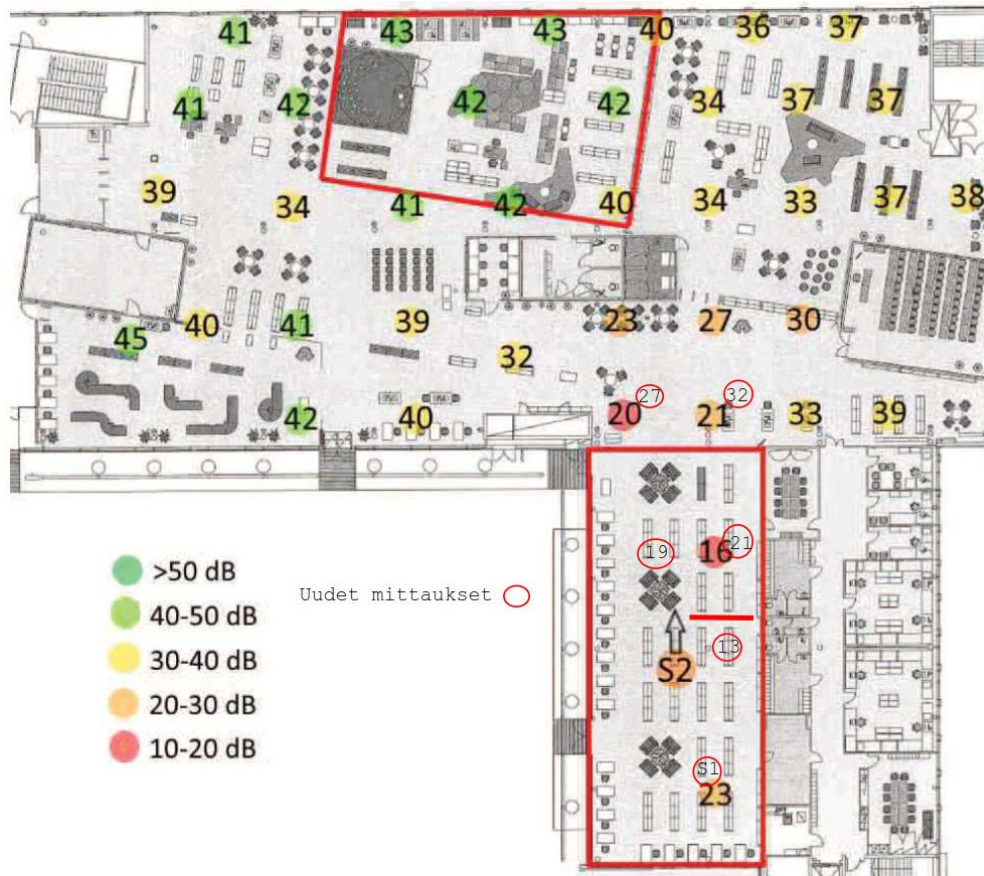 43 43 40 36 37
41
41 42 42 42 34 37 37
39 34 41 42 40 34 33 37 38
45 40 41 39 32 23 27 30
42 40 20 27 21 32 33 39
>50 dB
40-50 dB
30-40 dB
20-30 dB
10-20 dB
Uudet mittaukset
19 16 21
13
S2
S1
23